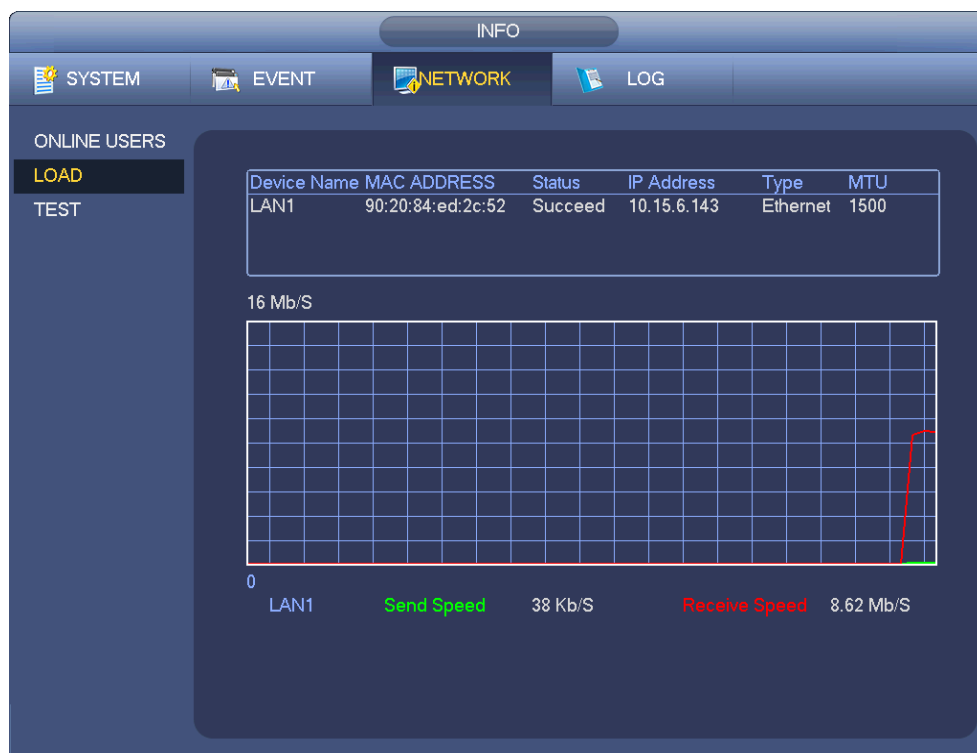 INFO
SYSTEM EVENT NETWORK LOG
ONLINE USERS
LOAD
TEST
Device Name MAC ADDRESS Status IP Address Type MTU
LAN1 90:20:84:ed:2c:52 Succeed 10.15.6.143 Ethernet 1500
16 Mb/S
0
LAN1 Send Speed 38 Kb/S Receive Speed 8.62 Mb/S